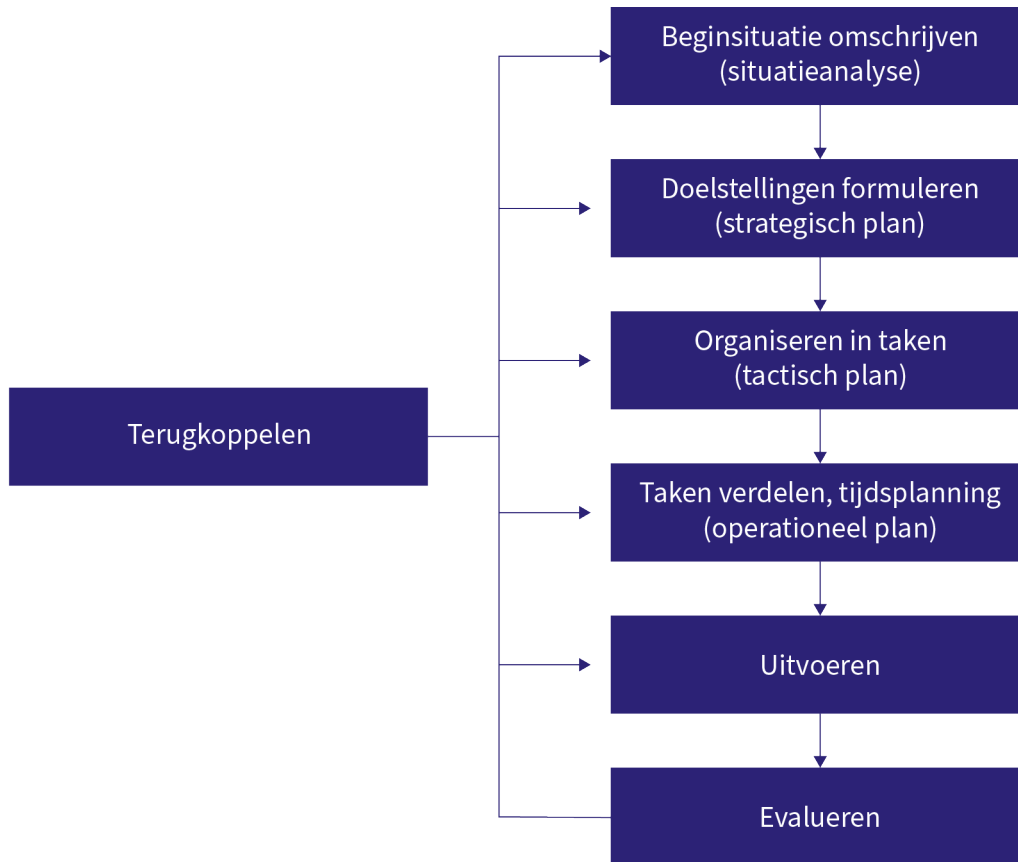 Beginsituatie omschrijven
(situatieanalyse)
Doelstellingen formuleren
(strategisch plan)
Organiseren in taken
(tactisch plan)
Terugkoppelen
Taken verdelen, tijdsplanning
(operationeel plan)
Uitvoeren
Evalueren